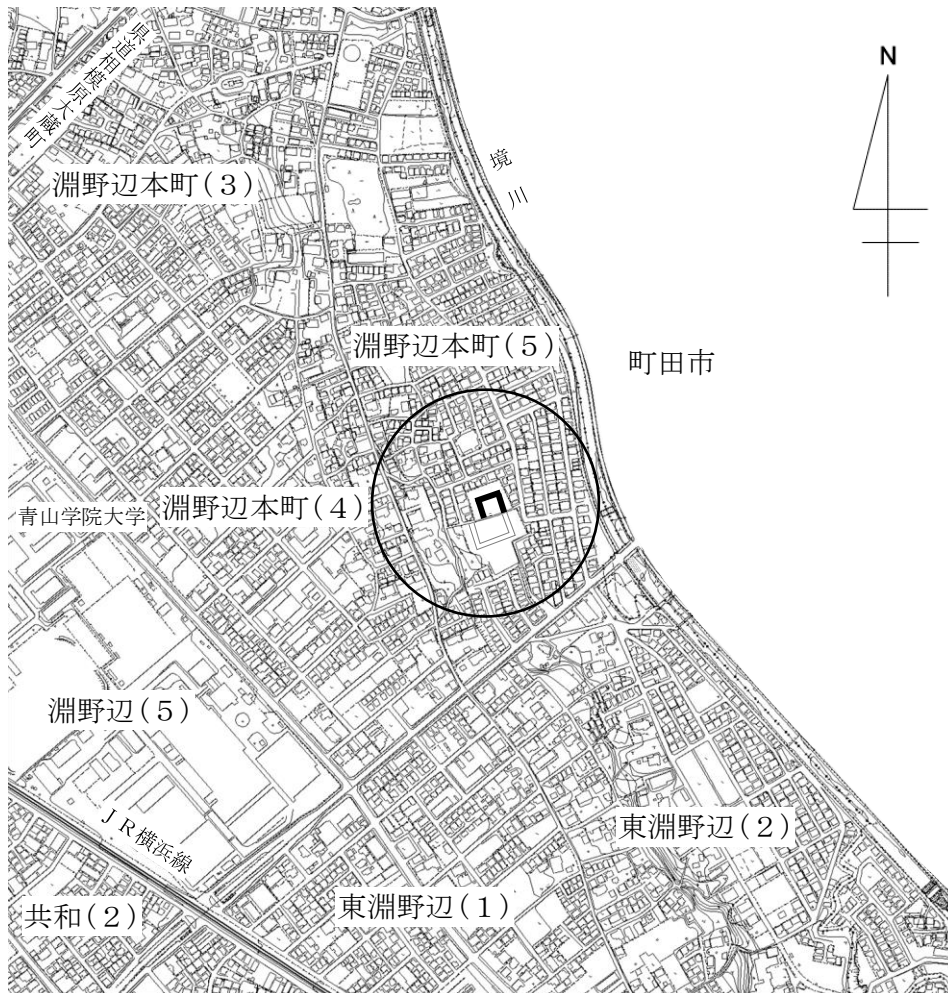 県道相模原大蔵町
N
境川
淵野辺本町(3)
淵野辺本町(5)
町田市
青山学院大学
淵野辺本町(4)
淵野辺(5)
JR横浜線
東淵野辺(2)
共和(2)
東淵野辺(1)